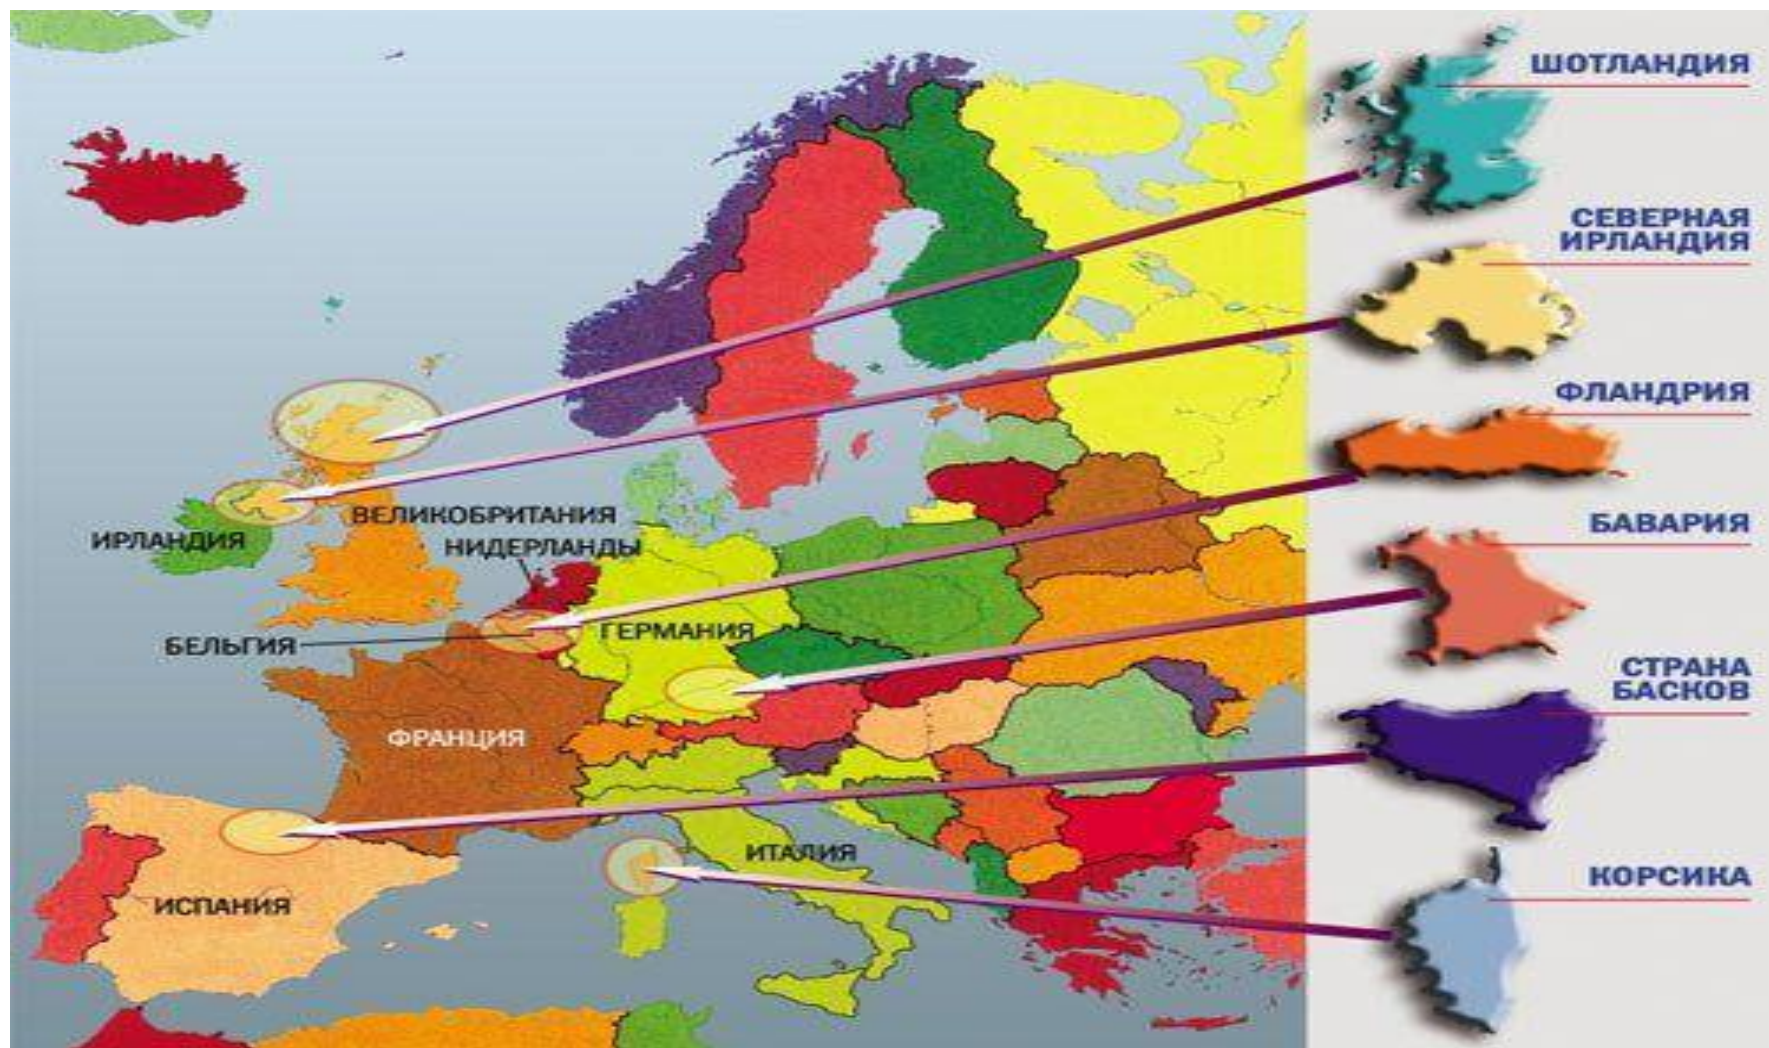 ШОТЛАНДИЯ
СЕВЕРНАЯ
ИРЛАНДИЯ
ФЛАНДРИЯ
ВЕЛИКОБРИТАНИЯ
ИРЛАНДИЯ
НИДЕРЛАНДЫ
БАВАРИЯ
БЕЛЬГИЯ
ГЕРМАНИЯ
СТРАНА
БАСКОВ
ФРАНЦИЯ
ИТАЛИЯ
КОРСИКА
ИСПАНИЯ